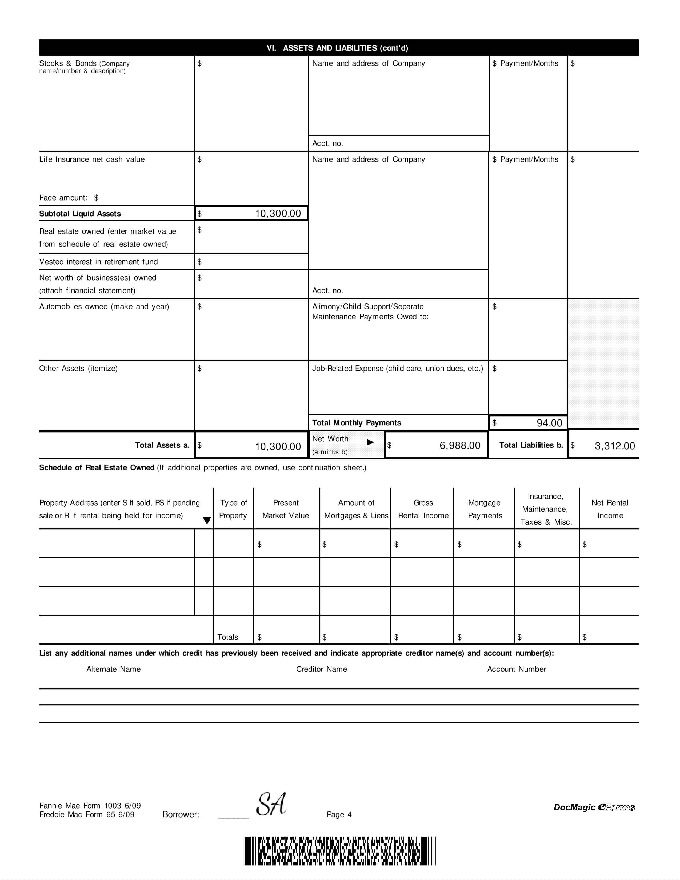 VI. ASSETS AND LIABILITIES (cont'd)
Stocks & Bonds (Company
name/number & description)
$
Name and address of Company
$ Payment/Months
$
Acct. no.
Life Insurance net cash value
$
Name and address of Company
$ Payment/Months
$
Face amount: $
Subtotal Liquid Assets
$ 10,300.00
Real estate owned (enter market value
from schedule of real estate owned)
$
Vested interest in retirement fund
$
Net worth of business(es) owned
(attach financial statement)
$
Acct. no.
Automobiles owned (make and year)
$
Alimony/Child Support/Separate
Maintenance Payments Owed to:
$
Other Assets (itemize)
$
Job-Related Expense (child care, union dues, etc.)
$
Total Monthly Payments
$ 94.00
Total Assets a.
$ 10,300.00
Net Worth
(a minus b)
$ 6,988.00
Total Liabilities b.
$ 3,312.00
Schedule of Real Estate Owned (If additional properties are owned, use continuation sheet.)
Property Address (enter S if sold, PS if pending
sale or R if rental being held for income)
Type of
Property
Present
Market Value
Amount of
Mortgages & Liens
Gross
Rental Income
Mortgage
Payments
Insurance,
Maintenance,
Taxes & Misc.
Net Rental
Income
$ $ $ $ $ $
Totals $ $ $ $ $ $
List any additional names under which credit has previously been received and indicate appropriate creditor name(s) and account number(s):
Alternate Name Creditor Name Account Number
Fannie Mae Form 1003 6/09
Freddie Mac Form 65 6/09
Borrower: SA
Page 4
DocMagic